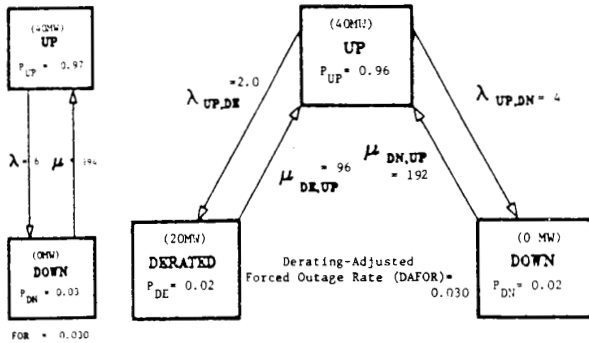 (40MW)
UP
P_UP = 0.97
λ = 6
μ = 194
(0MW)
DOWN
P_DN = 0.03
FOR = 0.030
(40MW)
UP
P_UP = 0.96
λ_UP,DE =2.0
λ_UP,DN = 4
μ_DE,UP = 96
μ_DN,UP = 192
(20MW)
DERATED
P_DE = 0.02
Derating-Adjusted
Forced Outage Rate (DAFOR)=
0.030
(0 MW)
DOWN
P_DN = 0.02